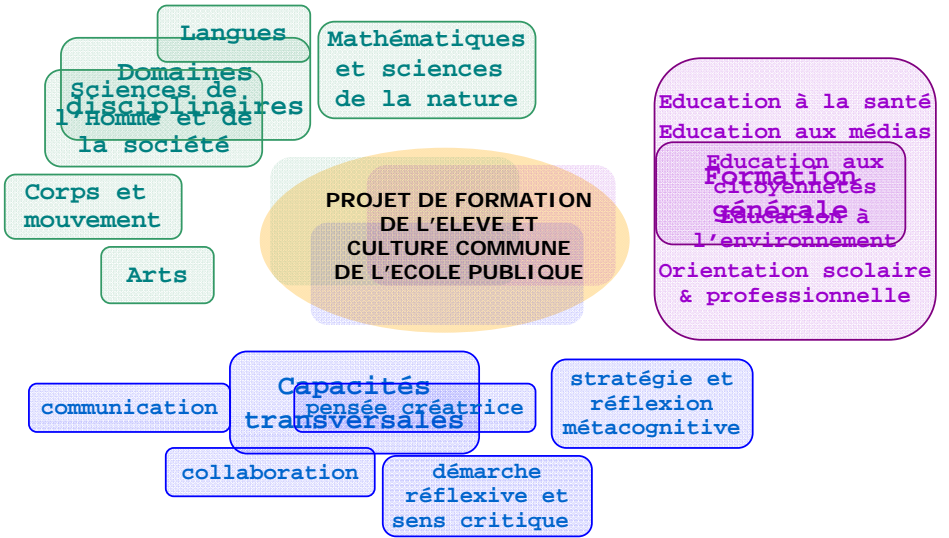 Langues
Domaines
disciplinaires
Sciences de
l'Homme et de
la société
Mathématiques
et sciences
de la nature
Corps et
mouvement
Arts
PROJET DE FORMATION
DE L'ELEVE ET
CULTURE COMMUNE
DE L'ECOLE PUBLIQUE
Education à la santé
Education aux médias
Education aux
citoyennetés
Education à
l'environnement
Orientation scolaire
& professionnelle
Formation
générale
Capacités
transversales
communication
pensée créatrice
stratégie et
réflexion
métacognitive
collaboration
démarche
réflexive et
sens critique